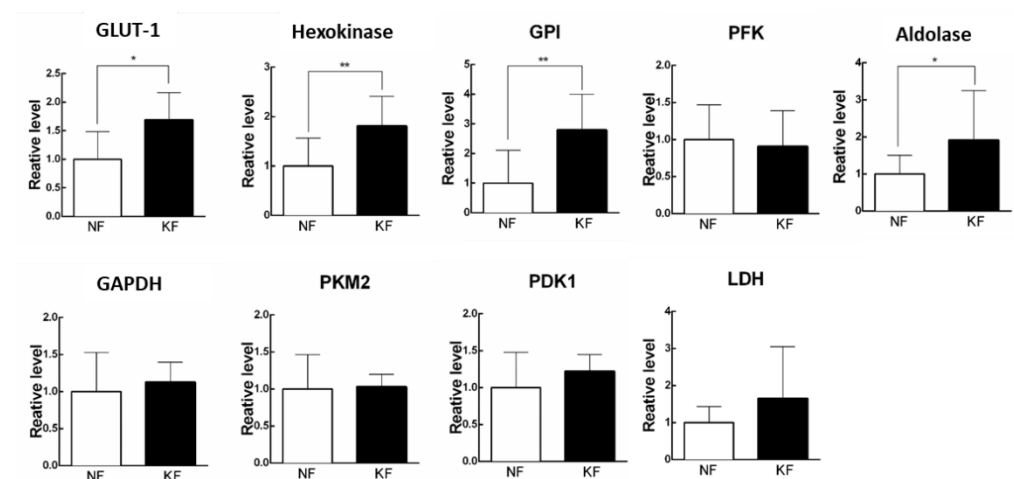 GLUT-1
*
Reative level
2.5
2.0
1.5
1.0
0.5
0.0
NF KF
Hexokinase
**
Reative level
3
2
1
0
NF KF
GPI
**
Reative level
5
4
3
2
1
0
NF KF
PFK
Reative level
2.0
1.5
1.0
0.5
0.0
NF KF
Aldolase
*
Reative level
4
3
2
1
0
NF KF
GAPDH
Reative level
2.0
1.5
1.0
0.5
0.0
NF KF
PKM2
Reative level
2.0
1.5
1.0
0.5
0.0
NF KF
PDK1
Reative level
2.0
1.5
1.0
0.5
0.0
NF KF
LDH
Reative level
4
3
2
1
0
NF KF